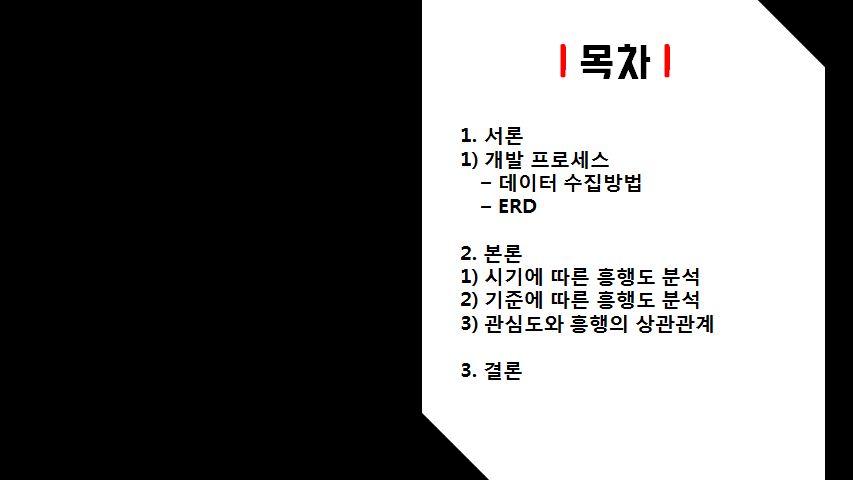 목차
1. 서론
1) 개발 프로세스
– 데이터 수집방법
– ERD
2. 본론
1) 시기에 따른 흥행도 분석
2) 기준에 따른 흥행도 분석
3) 관심도와 흥행의 상관관계
3. 결론